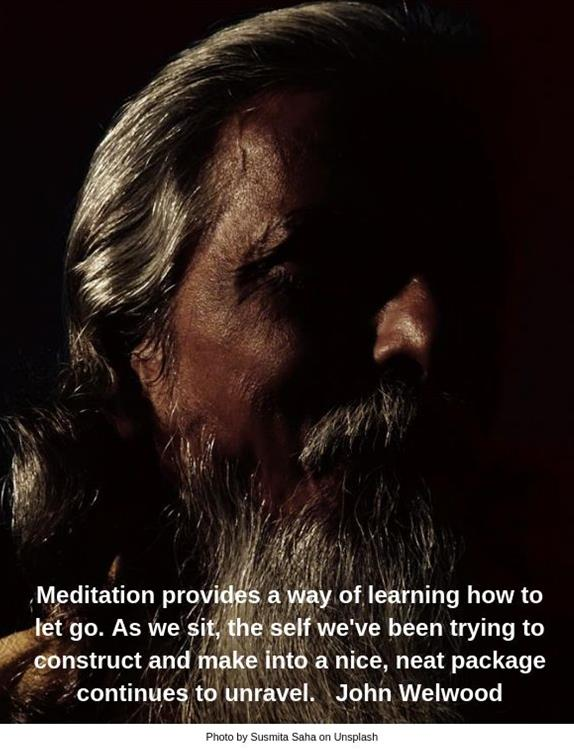 Meditation provides a way of learning how to
let go. As we sit, the self we've been trying to
construct and make into a nice, neat package
continues to unravel.   John Welwood
Photo by Susmita Saha on Unsplash